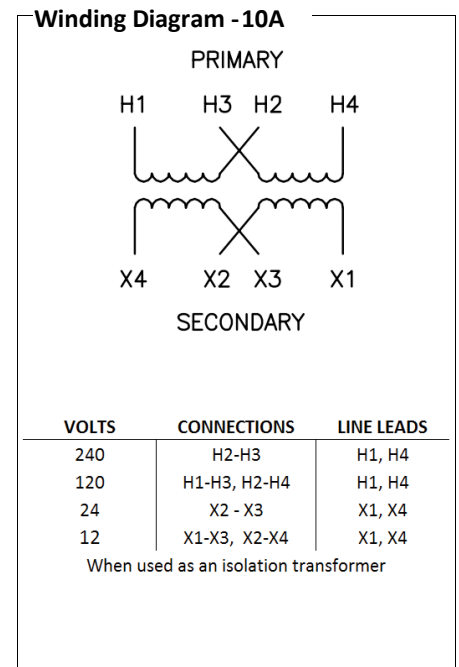 Winding Diagram - 10A
PRIMARY
H1 H3 H2 H4
X4 X2 X3 X1
SECONDARY
VOLTS CONNECTIONS LINE LEADS
240 H2-H3 H1, H4
120 H1-H3, H2-H4 H1, H4
24 X2 - X3 X1, X4
12 X1-X3, X2-X4 X1, X4
When used as an isolation transformer